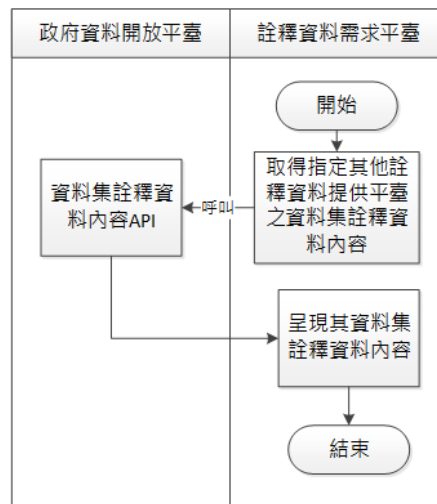 政府資料開放平臺
詮釋資料需求平臺
開始
取得指定其他詮
釋資料提供平臺
之資料集詮釋資
料內容
呼叫
資料集詮釋資
料內容API
呈現其資料集
詮釋資料內容
結束